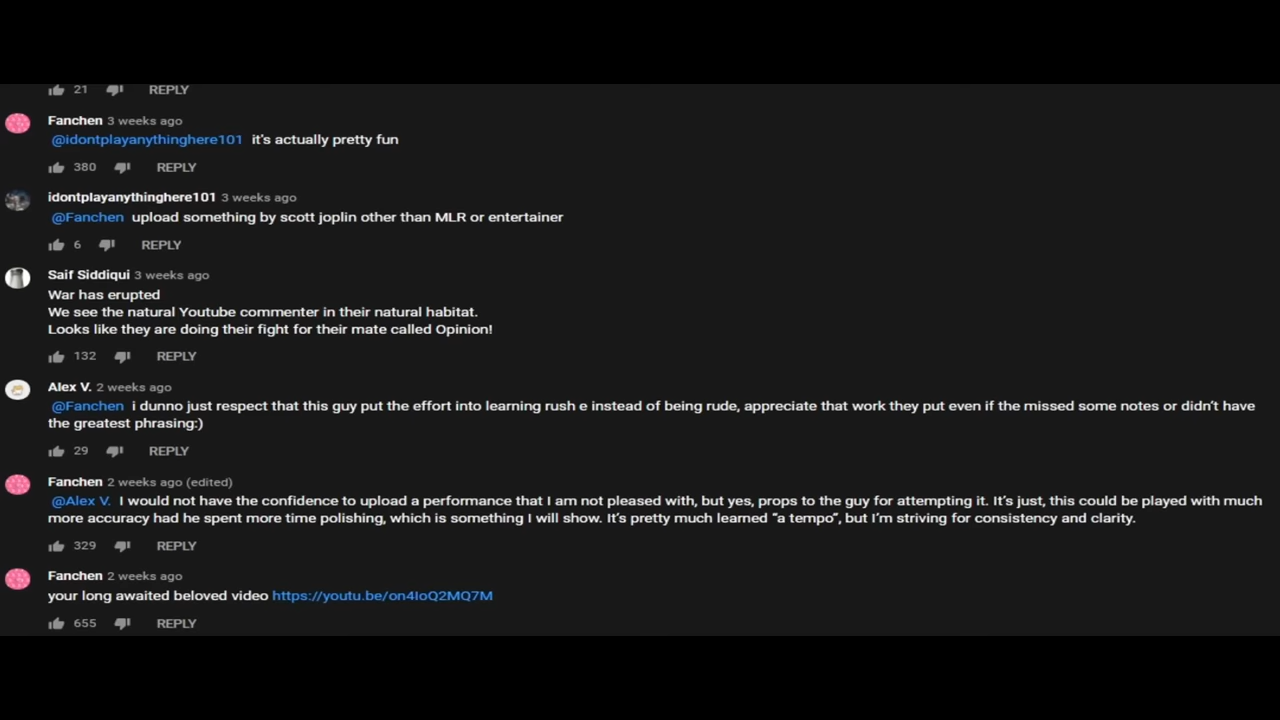 21 REPLY
Fanchen 3 weeks ago
@idontplayanythinghere101 it's actually pretty fun
380 REPLY
idontplayanythinghere101 3 weeks ago
@Fanchen upload something by scott joplin other than MLR or entertainer
6 REPLY
Saif Siddiqui 3 weeks ago
War has erupted
We see the natural Youtube commenter in their natural habitat.
Looks like they are doing their fight for their mate called Opinion!
132 REPLY
Alex V. 2 weeks ago
@Fanchen i dunno just respect that this guy put the effort into learning rush e instead of being rude, appreciate that work they put even if the missed some notes or didn't have
the greatest phrasing:)
29 REPLY
Fanchen 2 weeks ago (edited)
@Alex V. I would not have the confidence to upload a performance that I am not pleased with, but yes, props to the guy for attempting it. It's just, this could be played with much
more accuracy had he spent more time polishing, which is something I will show. It's pretty much learned "a tempo", but I'm striving for consistency and clarity.
329 REPLY
Fanchen 2 weeks ago
your long awaited beloved video https://youtu.be/on4IoQ2MQ7M
655 REPLY